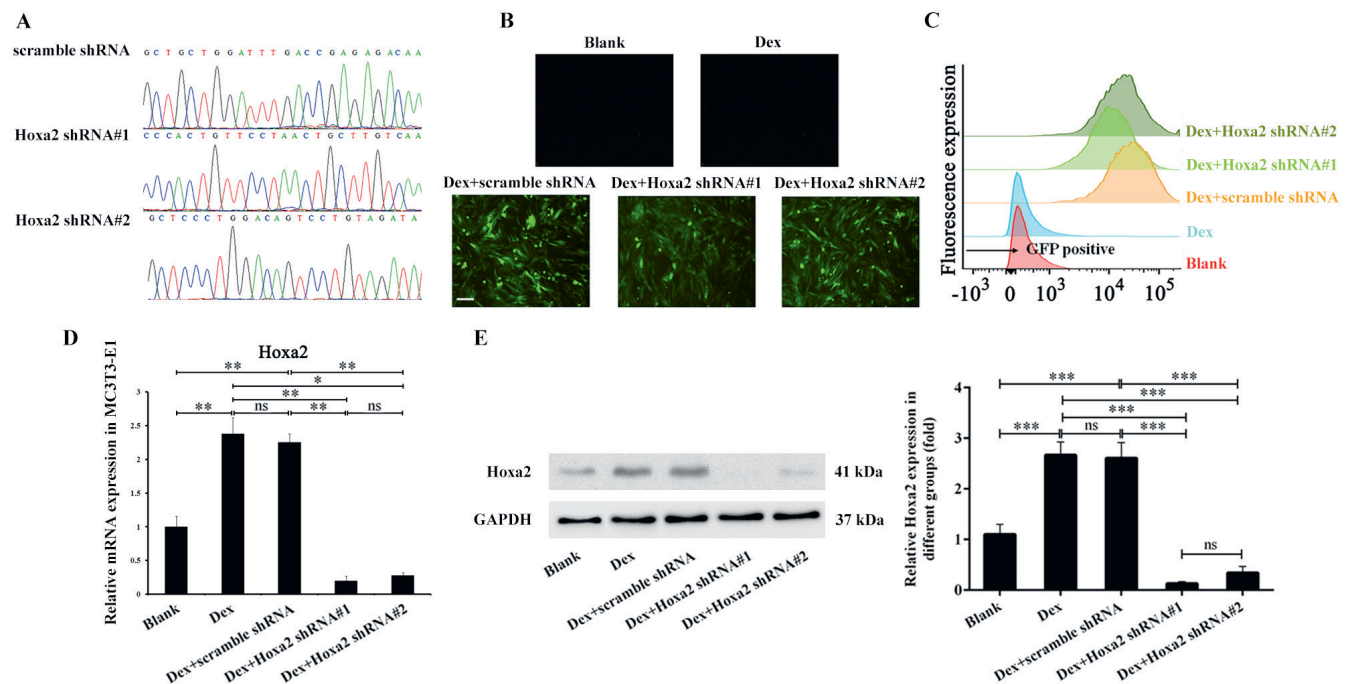 A
scramble shRNA
GCTGCTGGATTTGACCGAGAGACAA
Hoxa2 shRNA#1
CCCACTGTTCCTAACTGCTTGTCAA
Hoxa2 shRNA#2
GCTCCCTGGACAGTCCCTGTAGATA
B
Blank
Dex
Dex+scramble shRNA
Dex+Hoxa2 shRNA#1
Dex+Hoxa2 shRNA#2
C
Fluorescence expression
Dex+Hoxa2 shRNA#2
Dex+Hoxa2 shRNA#1
Dex+scramble shRNA
Dex
Blank
GFP positive
-10³ 0 10³ 10⁴ 10⁵
D
Hoxa2
Relative mRNA expression in MC3T3-E1
3
2.5
2
1.5
1
0.5
0
** **
*
**
** ns ** ns
Blank
Dex
Dex+scramble shRNA
Dex+Hoxa2 shRNA#1
Dex+Hoxa2 shRNA#2
E
Hoxa2
41 kDa
GAPDH
37 kDa
Blank
Dex
Dex+scramble shRNA
Dex+Hoxa2 shRNA#1
Dex+Hoxa2 shRNA#2
Relative Hoxa2 expression in
different groups (fold)
4
3
2
1
0
*** ***
***
***
*** ns ***
ns
Blank
Dex
Dex+scramble shRNA
Dex+Hoxa2 shRNA#1
Dex+Hoxa2 shRNA#2